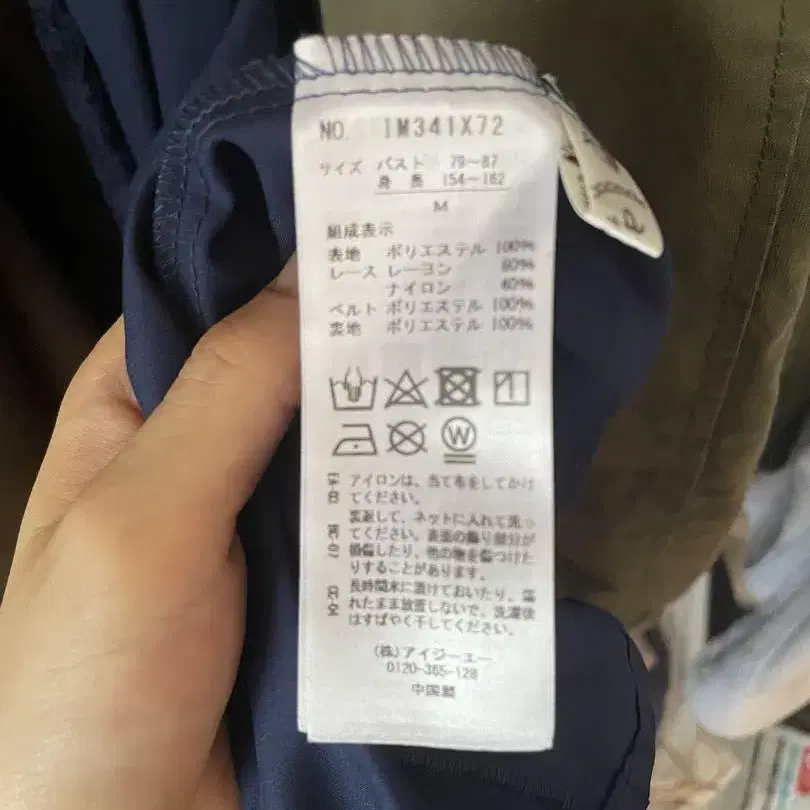 NO. IM341X72
サイズ バスト 79〜87
身 長 154〜162
M
組成表示
表地 ポリエステル 100%
レース レーヨン 60%
ナイロン 40%
ベルト ポリエステル 100%
裏地 ポリエステル 100%
W
アイロンは、当て布をしてかけ
てください。
裏返して、ネットに入れて洗っ
てください。表面の飾り部分が
損傷したり、他の物を傷つけた
りすることがあります。
長時間水に漬けておいたり、濡
れたまま放置しないで、洗濯後
はすばやく干してください。
(株)アイジーエー
0120-365-128
中国製